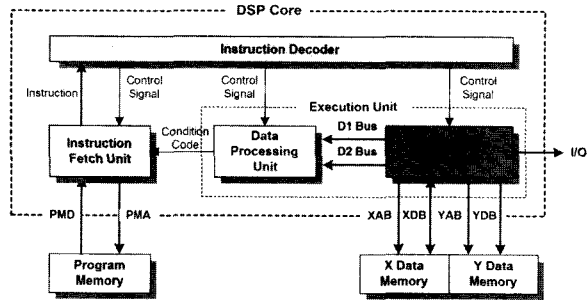 DSP Core
Instruction Decoder
Instruction
Control
Signal
Control
Signal
Control
Signal
Execution Unit
Instruction
Fetch Unit
Condition
Code
Data
Processing
Unit
D1 Bus
D2 Bus
I/O
PMD
PMA
XAB
XDB
YAB
YDB
Program
Memory
X Data
Memory
Y Data
Memory